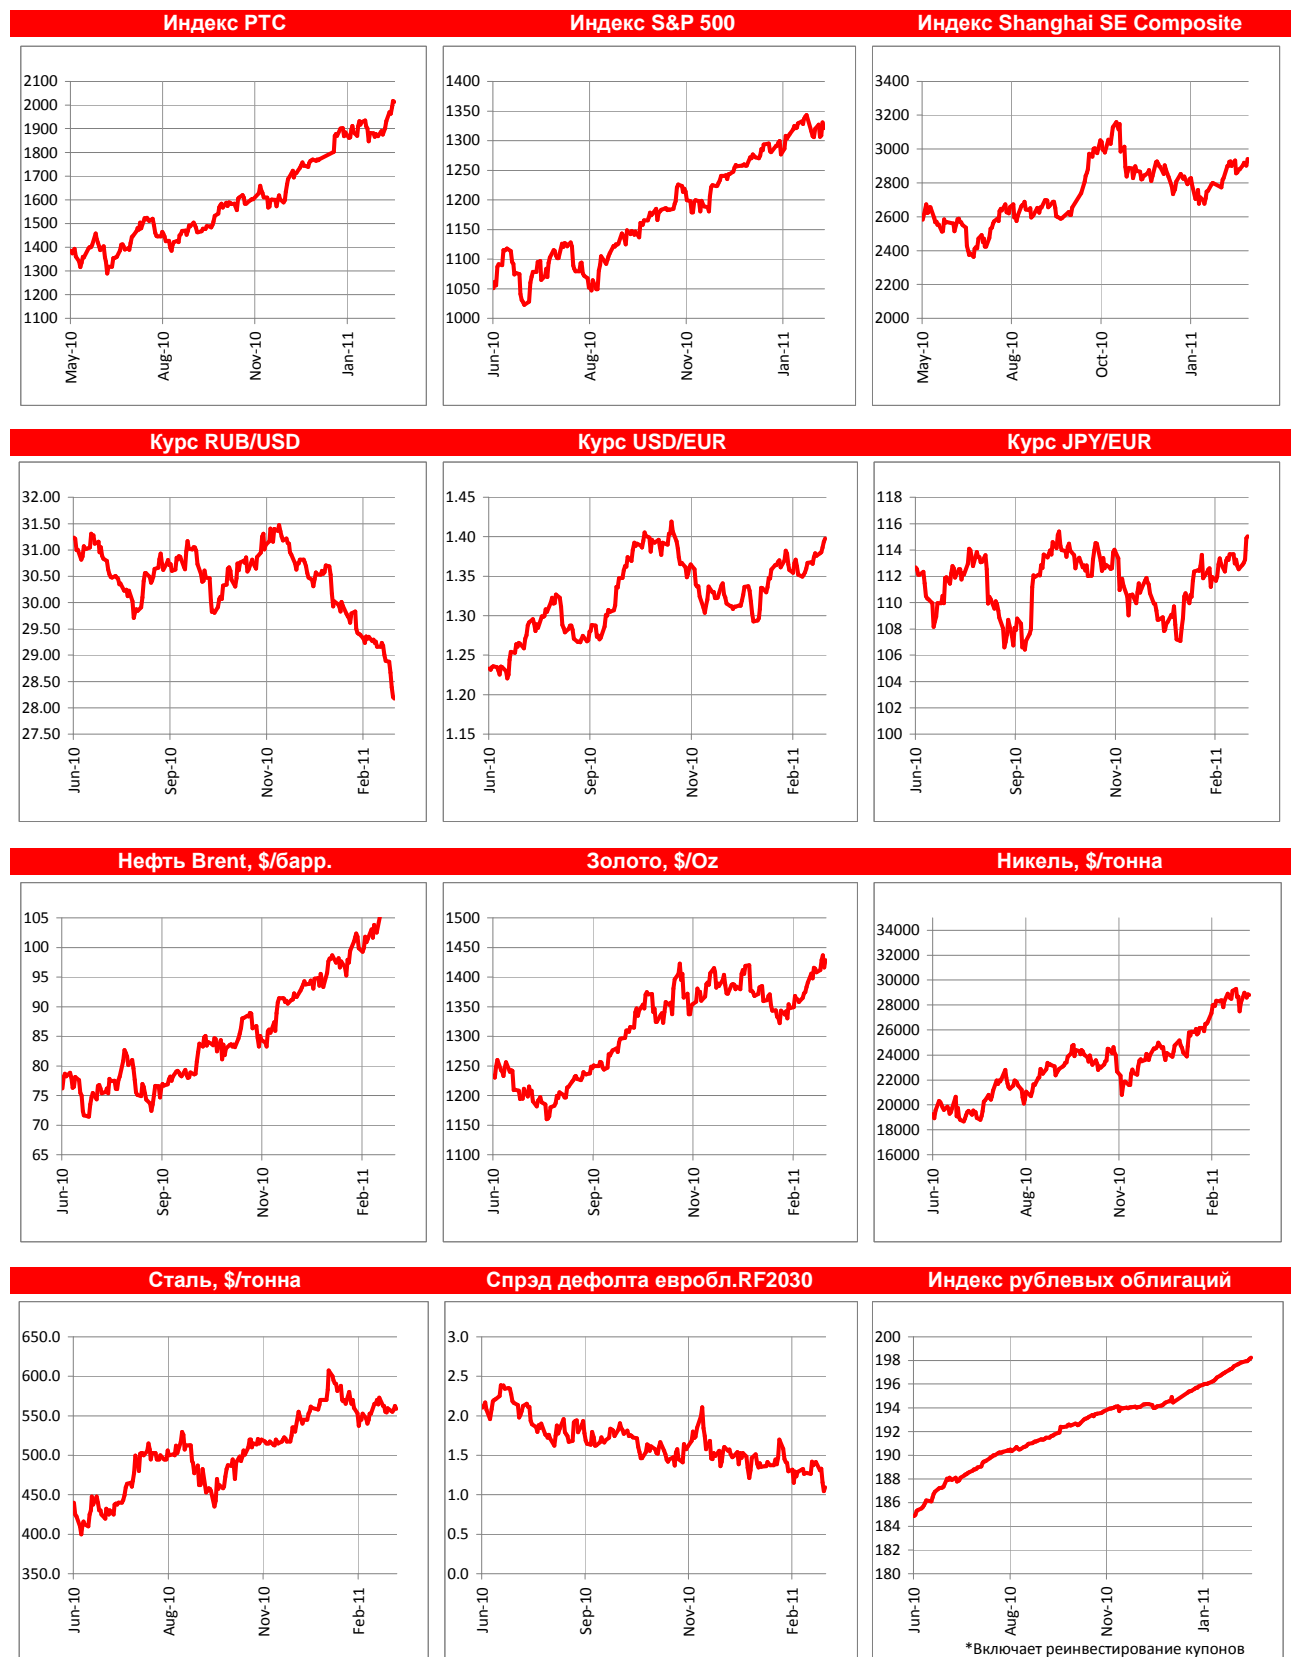 Индекс РТС
2100
2000
1900
1800
1700
1600
1500
1400
1300
1200
1100
May-10
Aug-10
Nov-10
Jan-11
Индекс S&P 500
1400
1350
1300
1250
1200
1150
1100
1050
1000
Jun-10
Aug-10
Nov-10
Jan-11
Индекс Shanghai SE Composite
3400
3200
3000
2800
2600
2400
2200
2000
May-10
Aug-10
Oct-10
Jan-11
Курс RUB/USD
32.00
31.50
31.00
30.50
30.00
29.50
29.00
28.50
28.00
27.50
Jun-10
Sep-10
Nov-10
Feb-11
Курс USD/EUR
1.45
1.40
1.35
1.30
1.25
1.20
1.15
Jun-10
Sep-10
Nov-10
Feb-11
Курс JPY/EUR
118
116
114
112
110
108
106
104
102
100
Jun-10
Sep-10
Nov-10
Feb-11
Нефть Brent, $/барр.
105
100
95
90
85
80
75
70
65
Jun-10
Sep-10
Nov-10
Feb-11
Золото, $/Oz
1500
1450
1400
1350
1300
1250
1200
1150
1100
Jun-10
Sep-10
Nov-10
Feb-11
Никель, $/тонна
34000
32000
30000
28000
26000
24000
22000
20000
18000
16000
Jun-10
Aug-10
Nov-10
Feb-11
Сталь, $/тонна
650.0
600.0
550.0
500.0
450.0
400.0
350.0
Jun-10
Aug-10
Nov-10
Feb-11
Спрэд дефолта евробл.RF2030
3.0
2.5
2.0
1.5
1.0
0.5
0.0
Jun-10
Sep-10
Nov-10
Feb-11
Индекс рублевых облигаций
200
198
196
194
192
190
188
186
184
182
180
Jun-10
Aug-10
Nov-10
Jan-11
*Включает реинвестирование купонов